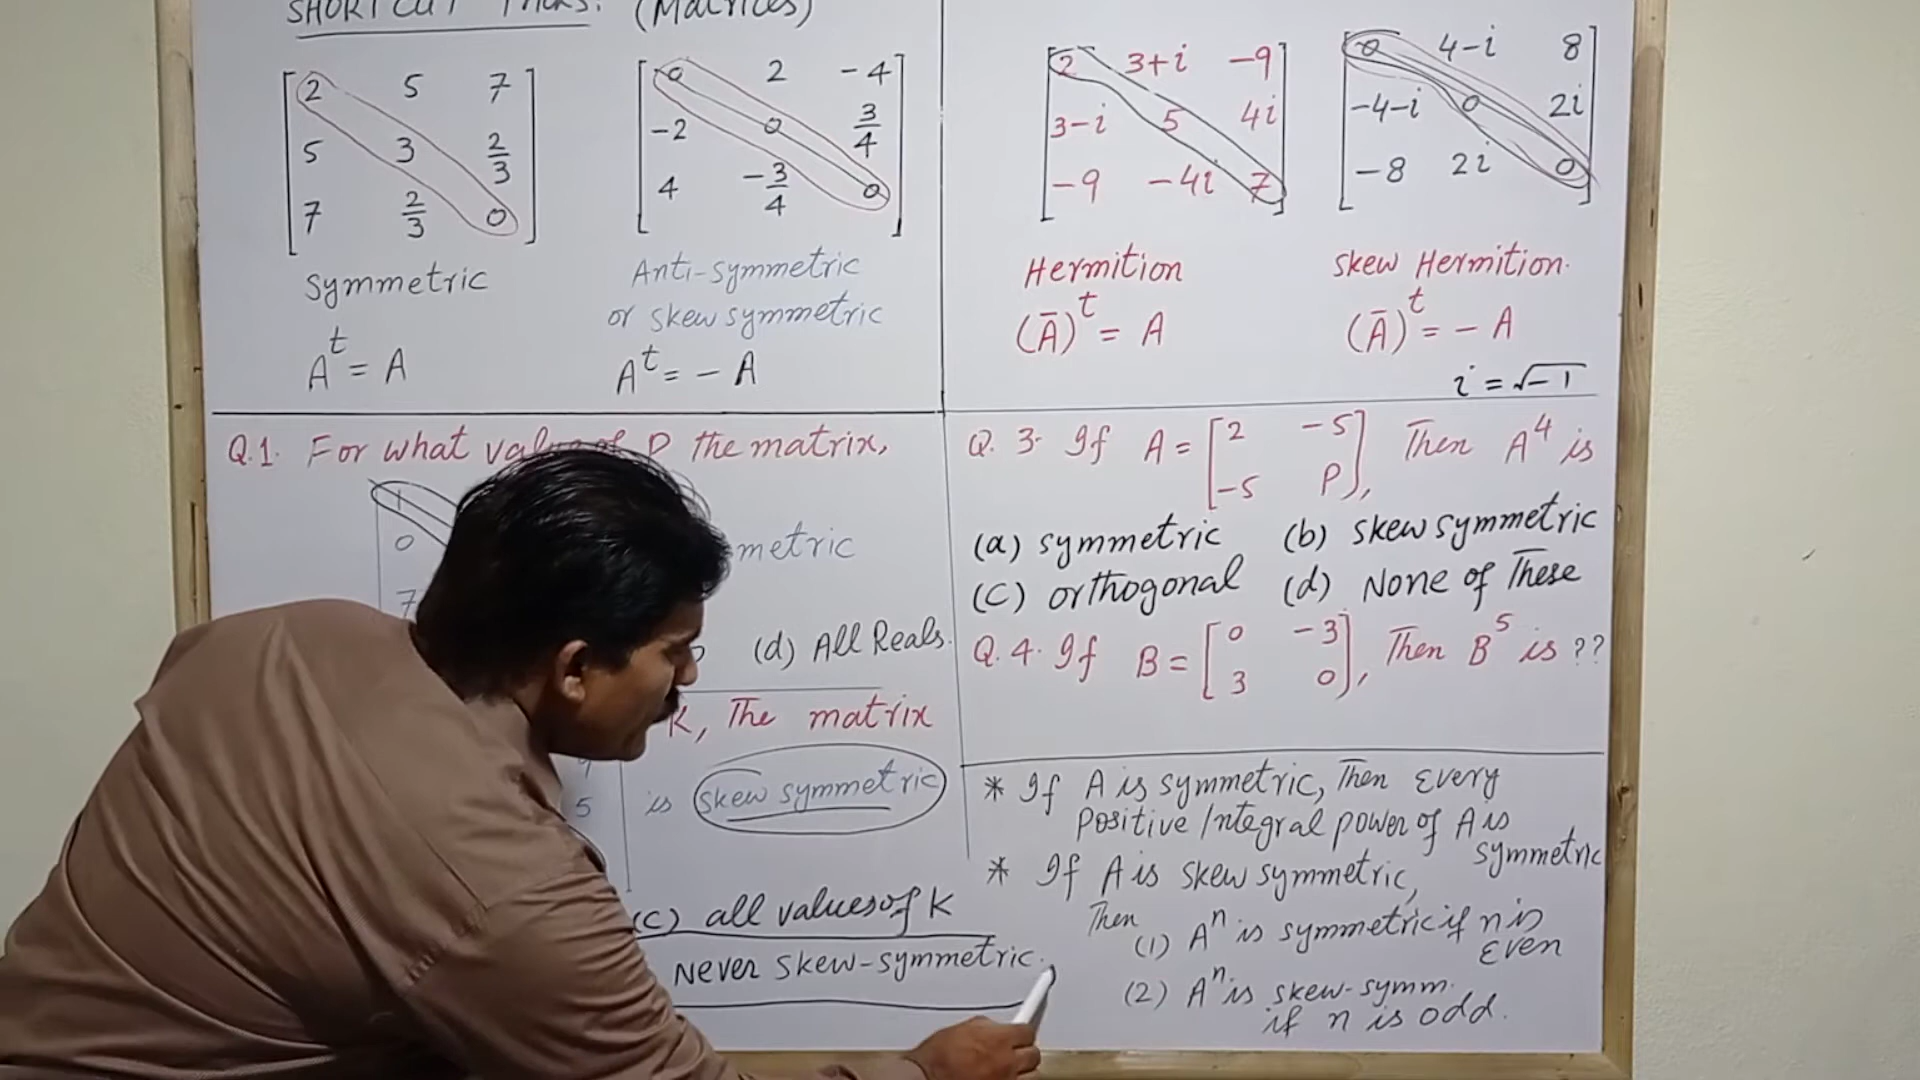 SHORTCUT Tricks: (Matrices)
2 5 7
5 3 2/3
7 2/3 0
Symmetric
A^t = A
0 2 -4
-2 0 3/4
4 -3/4 0
Anti-symmetric
or skew symmetric
A^t = - A
2 3+i -9
3-i 5 4i
-9 -4i 7
Hermition
(Ā)^t = A
0 4-i 8
-4-i 0 2i
-8 2i 0
Skew Hermition.
(Ā)^t = - A
i = √-1
Q.1. For what value of P the matrix,
1
0
7
metric
(d) All Reals.
K, The matrix
5
is skew symmetric
(C) all values of K
Never skew-symmetric.
Q. 3. If A = [2 -5
-5 P], Then A^4 is
(a) symmetric (b) skew symmetric
(C) orthogonal (d) None of These
Q. 4. If B = [0 -3
3 0], Then B^5 is ??
* If A is symmetric, Then Every
Positive Integral power of A is
symmetric
* If A is skew symmetric,
Then
(1) A^n is symmetric if n is
Even
(2) A^n is skew-symm.
if n is odd.